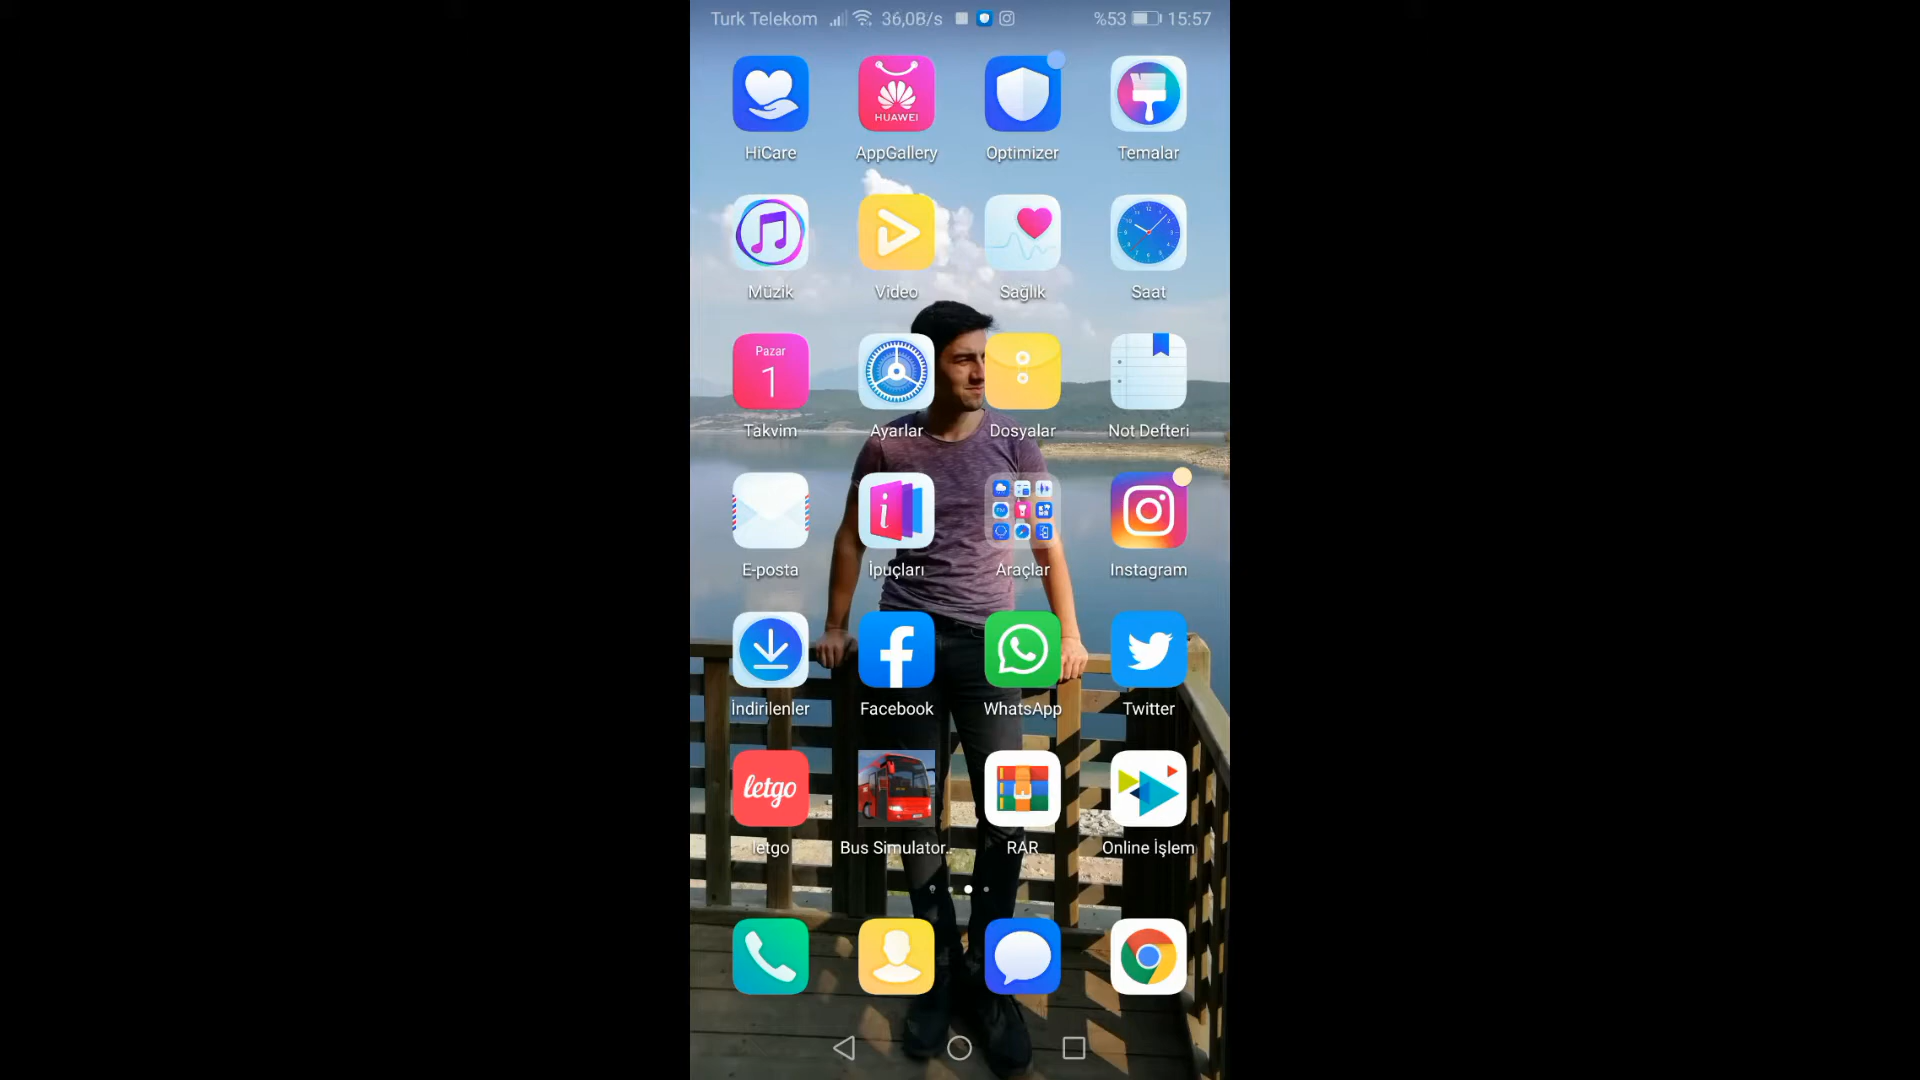 Turk Telekom 36,0B/s %53 15:57
HUAWEI
HiCare AppGallery Optimizer Temalar
Müzik Video Sağlık Saat
Pazar
1
Takvim Ayarlar Dosyalar Not Defteri
i
E-posta İpuçları Araçlar Instagram
İndirilenler Facebook WhatsApp Twitter
letgo
letgo Bus Simulator.. RAR Online İşlem